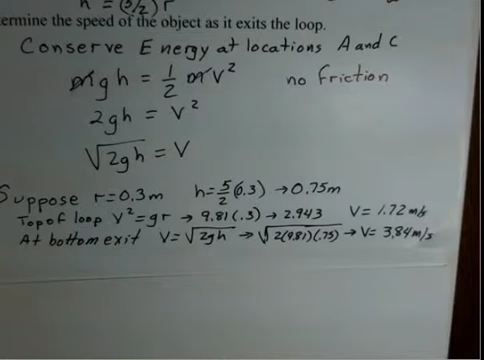 h = (5/2) r
termine the speed of the object as it exits the loop.
Conserve Energy at locations A and C
mgh = 1/2 mv² no friction
2gh = v²
√2gh = v
Suppose r=0.3m h=5/2(0.3) → 0.75m
Top of loop V²=gr → 9.81(.3) → 2.943 V= 1.72 m/s
At bottom exit V=√2gh → √2(9.81)(.75) → V= 3.84 m/s